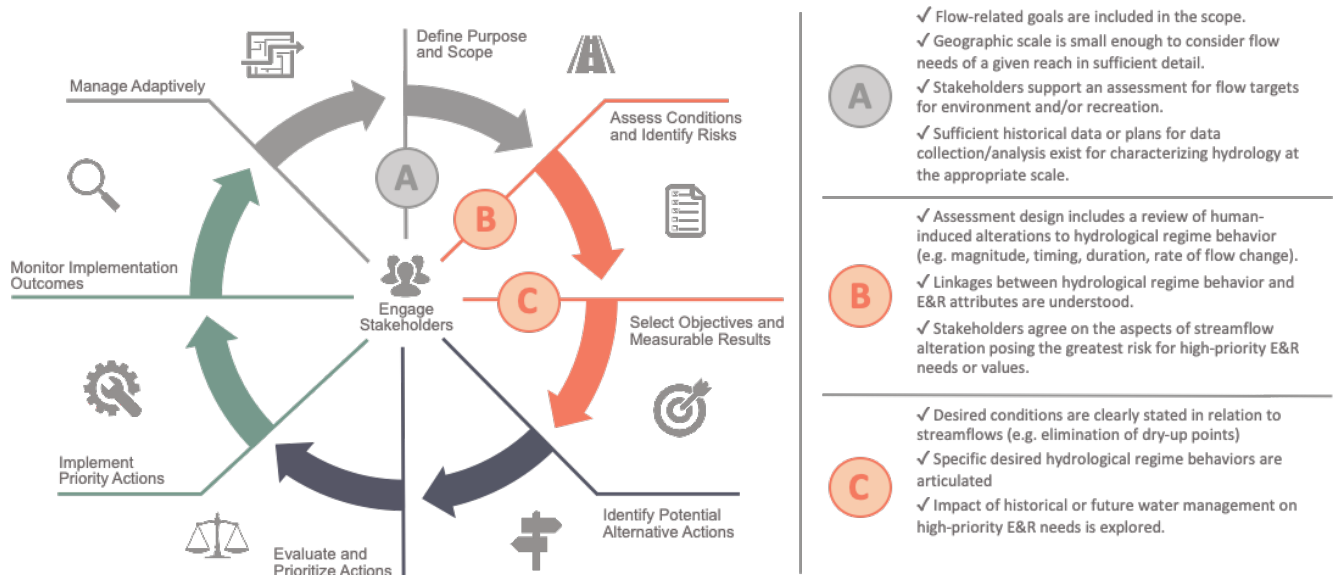 Define Purpose
and Scope
Manage Adaptively
Assess Conditions
and Identify Risks
A
B
C
Monitor Implementation
Outcomes
Engage
Stakeholders
Select Objectives and
Measurable Results
Implement
Priority Actions
Identify Potential
Alternative Actions
Evaluate and
Prioritize Actions
A
✓ Flow-related goals are included in the scope.
✓ Geographic scale is small enough to consider flow
needs of a given reach in sufficient detail.
✓ Stakeholders support an assessment for flow targets
for environment and/or recreation.
✓ Sufficient historical data or plans for data
collection/analysis exist for characterizing hydrology at
the appropriate scale.
B
✓ Assessment design includes a review of human-
induced alterations to hydrological regime behavior
(e.g. magnitude, timing, duration, rate of flow change).
✓ Linkages between hydrological regime behavior and
E&R attributes are understood.
✓ Stakeholders agree on the aspects of streamflow
alteration posing the greatest risk for high-priority E&R
needs or values.
C
✓ Desired conditions are clearly stated in relation to
streamflows (e.g. elimination of dry-up points)
✓ Specific desired hydrological regime behaviors are
articulated
✓ Impact of historical or future water management on
high-priority E&R needs is explored.